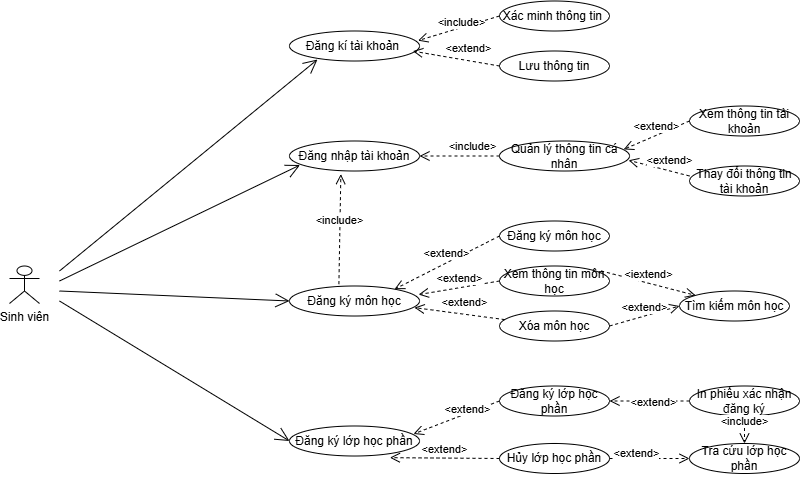 <include>
Xác minh thông tin
Đăng kí tài khoản
<extend>
Lưu thông tin
Xem thông tin tài
khoản
<extend>
Đăng nhập tài khoản
<include>
Quản lý thông tin cá
nhân
<extend>
Thay đổi thông tin
tài khoản
<include>
Đăng ký môn học
<extend>
Xem thông tin môn
học
<iextend>
<extend>
Đăng ký môn học
<extend>
Xóa môn học
<extend>
Tìm kiếm môn học
Sinh viên
Đăng ký lớp học
phần
<extend>
In phiếu xác nhận
đăng ký
<extend>
<include>
Đăng ký lớp học phần
<extend>
Hủy lớp học phần
<extend>
Tra cứu lớp học
phần